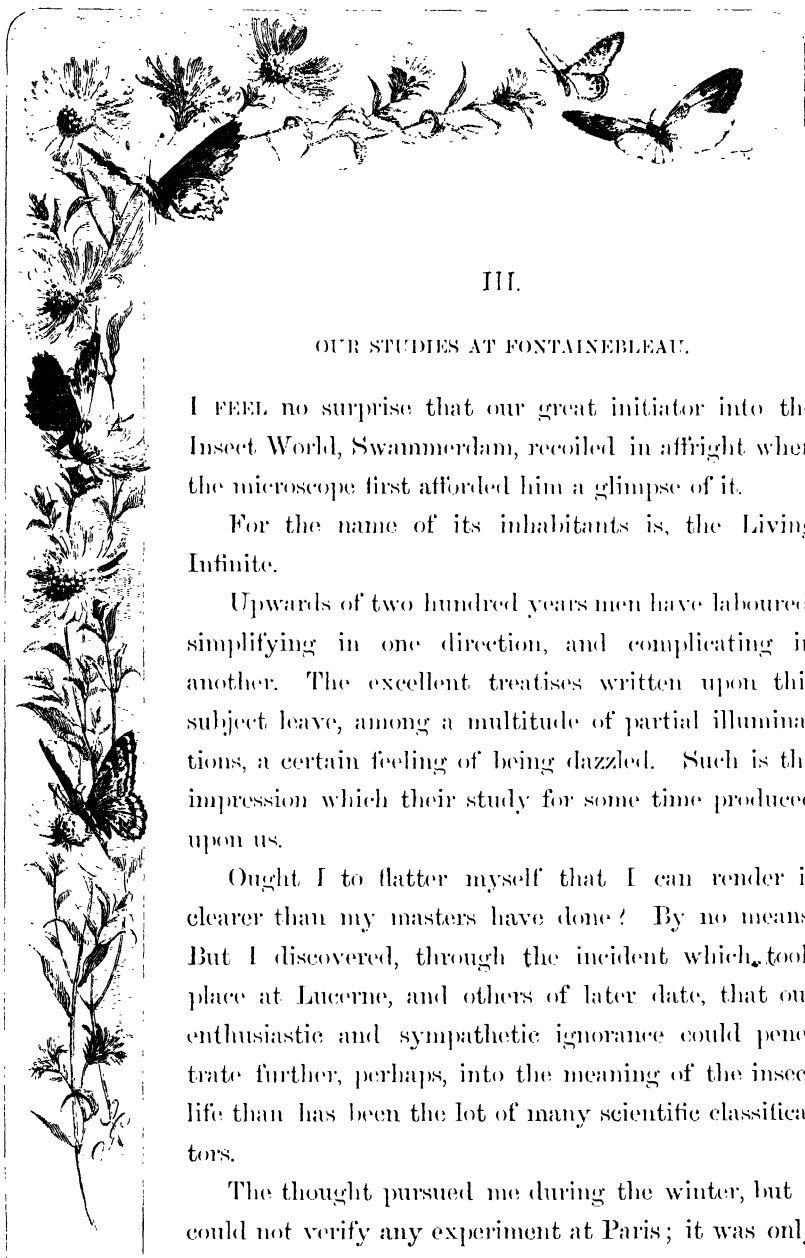 III.
OUR STUDIES AT FONTAINEBLEAU.
I FEEL no surprise that our great initiator into the
Insect World, Swammerdam, recoiled in affright when
the microscope first afforded him a glimpse of it.
For the name of its inhabitants is, the Living
Infinite.
Upwards of two hundred years men have laboured
simplifying in one direction, and complicating in
another. The excellent treatises written upon this
subject leave, among a multitude of partial illumina
tions, a certain feeling of being dazzled. Such is the
impression which their study for some time produced
upon us.
Ought I to flatter myself that I can render i
clearer than my masters have done? By no means
But I discovered, through the incident which took
place at Lucerne, and others of later date, that ou
enthusiastic and sympathetic ignorance could pene
trate further, perhaps, into the meaning of the insec
life than has been the lot of many scientific classifica
tors.
The thought pursued me during the winter, but
could not verify any experiment at Paris; it was only